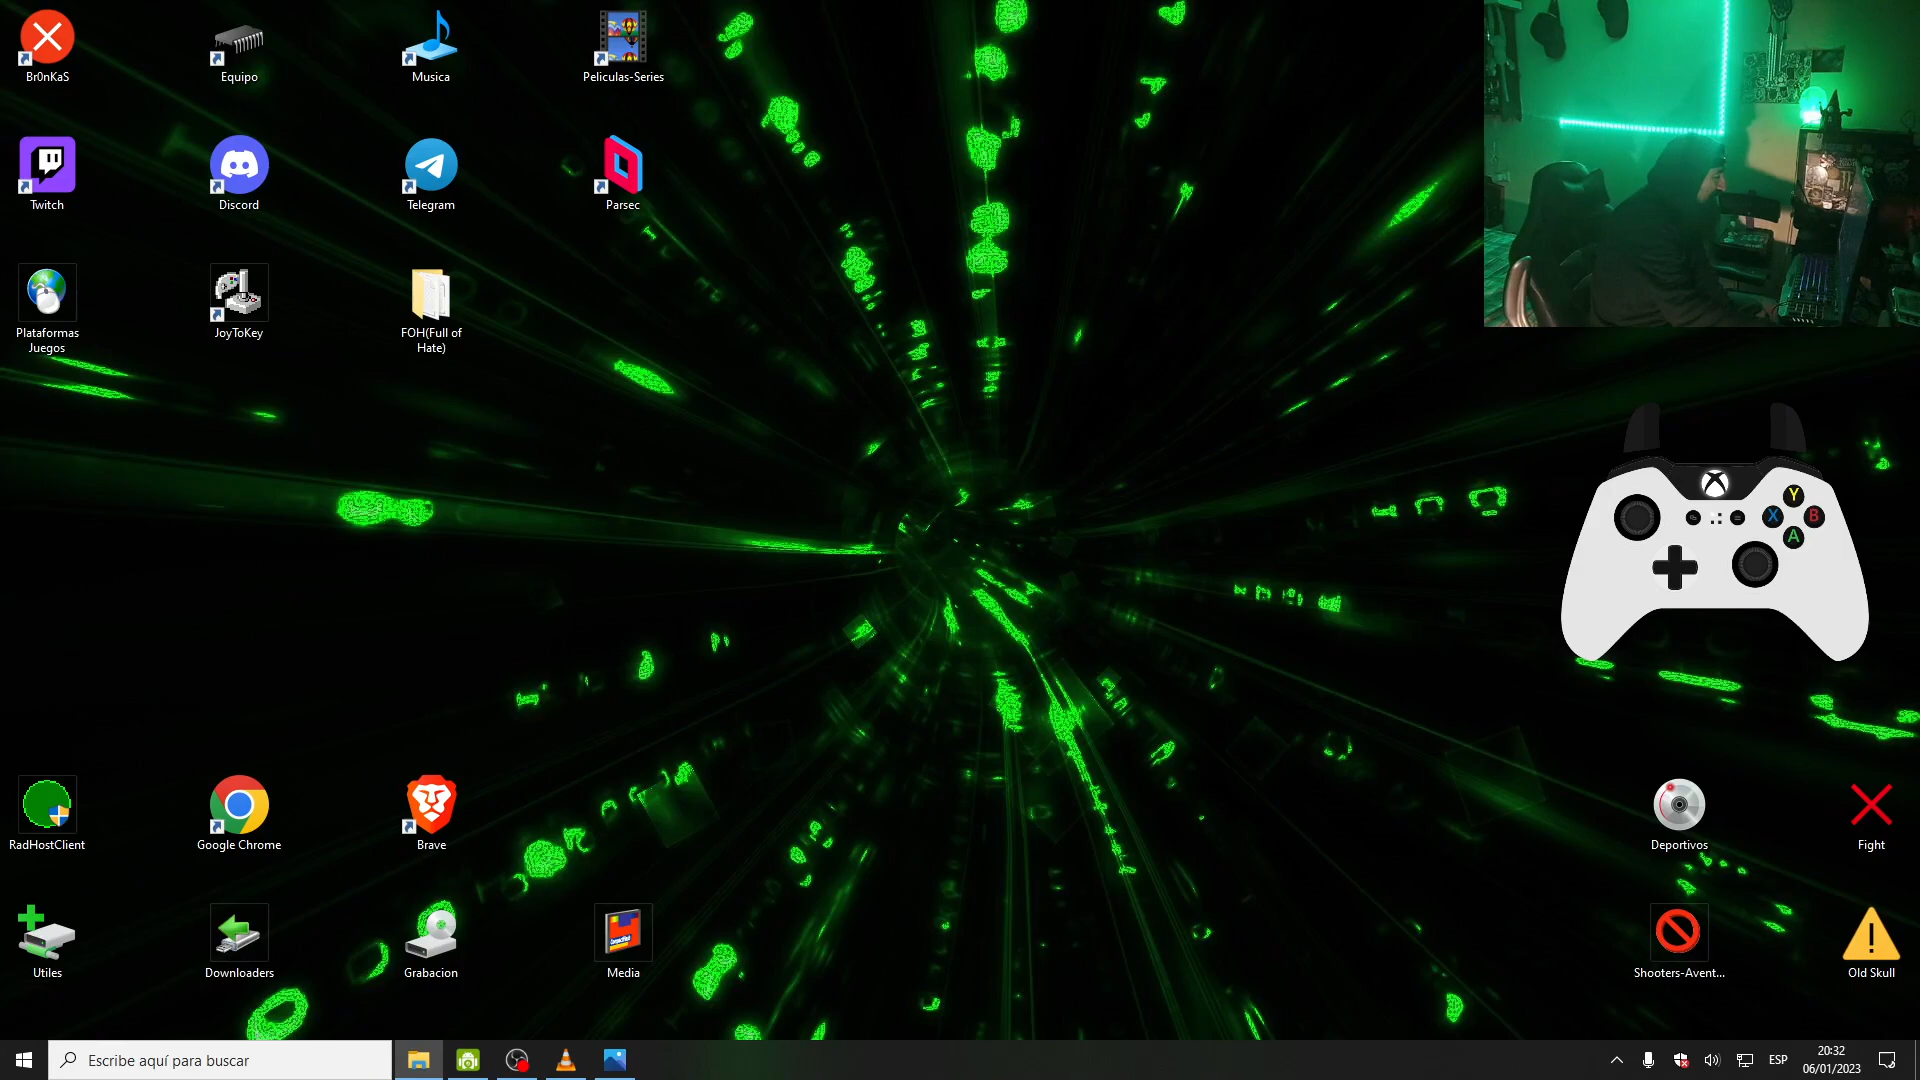 Br0nKaS
Equipo
Musica
Peliculas-Series
Twitch
Discord
Telegram
Parsec
Plataformas
Juegos
JoyToKey
FOH(Full of
Hate)
Y
X
B
A
RadHostClient
Google Chrome
Brave
Deportivos
Fight
Utiles
Downloaders
Grabacion
Media
Shooters-Avent...
Old Skull
Escribe aquí para buscar
ESP
20:32
06/01/2023